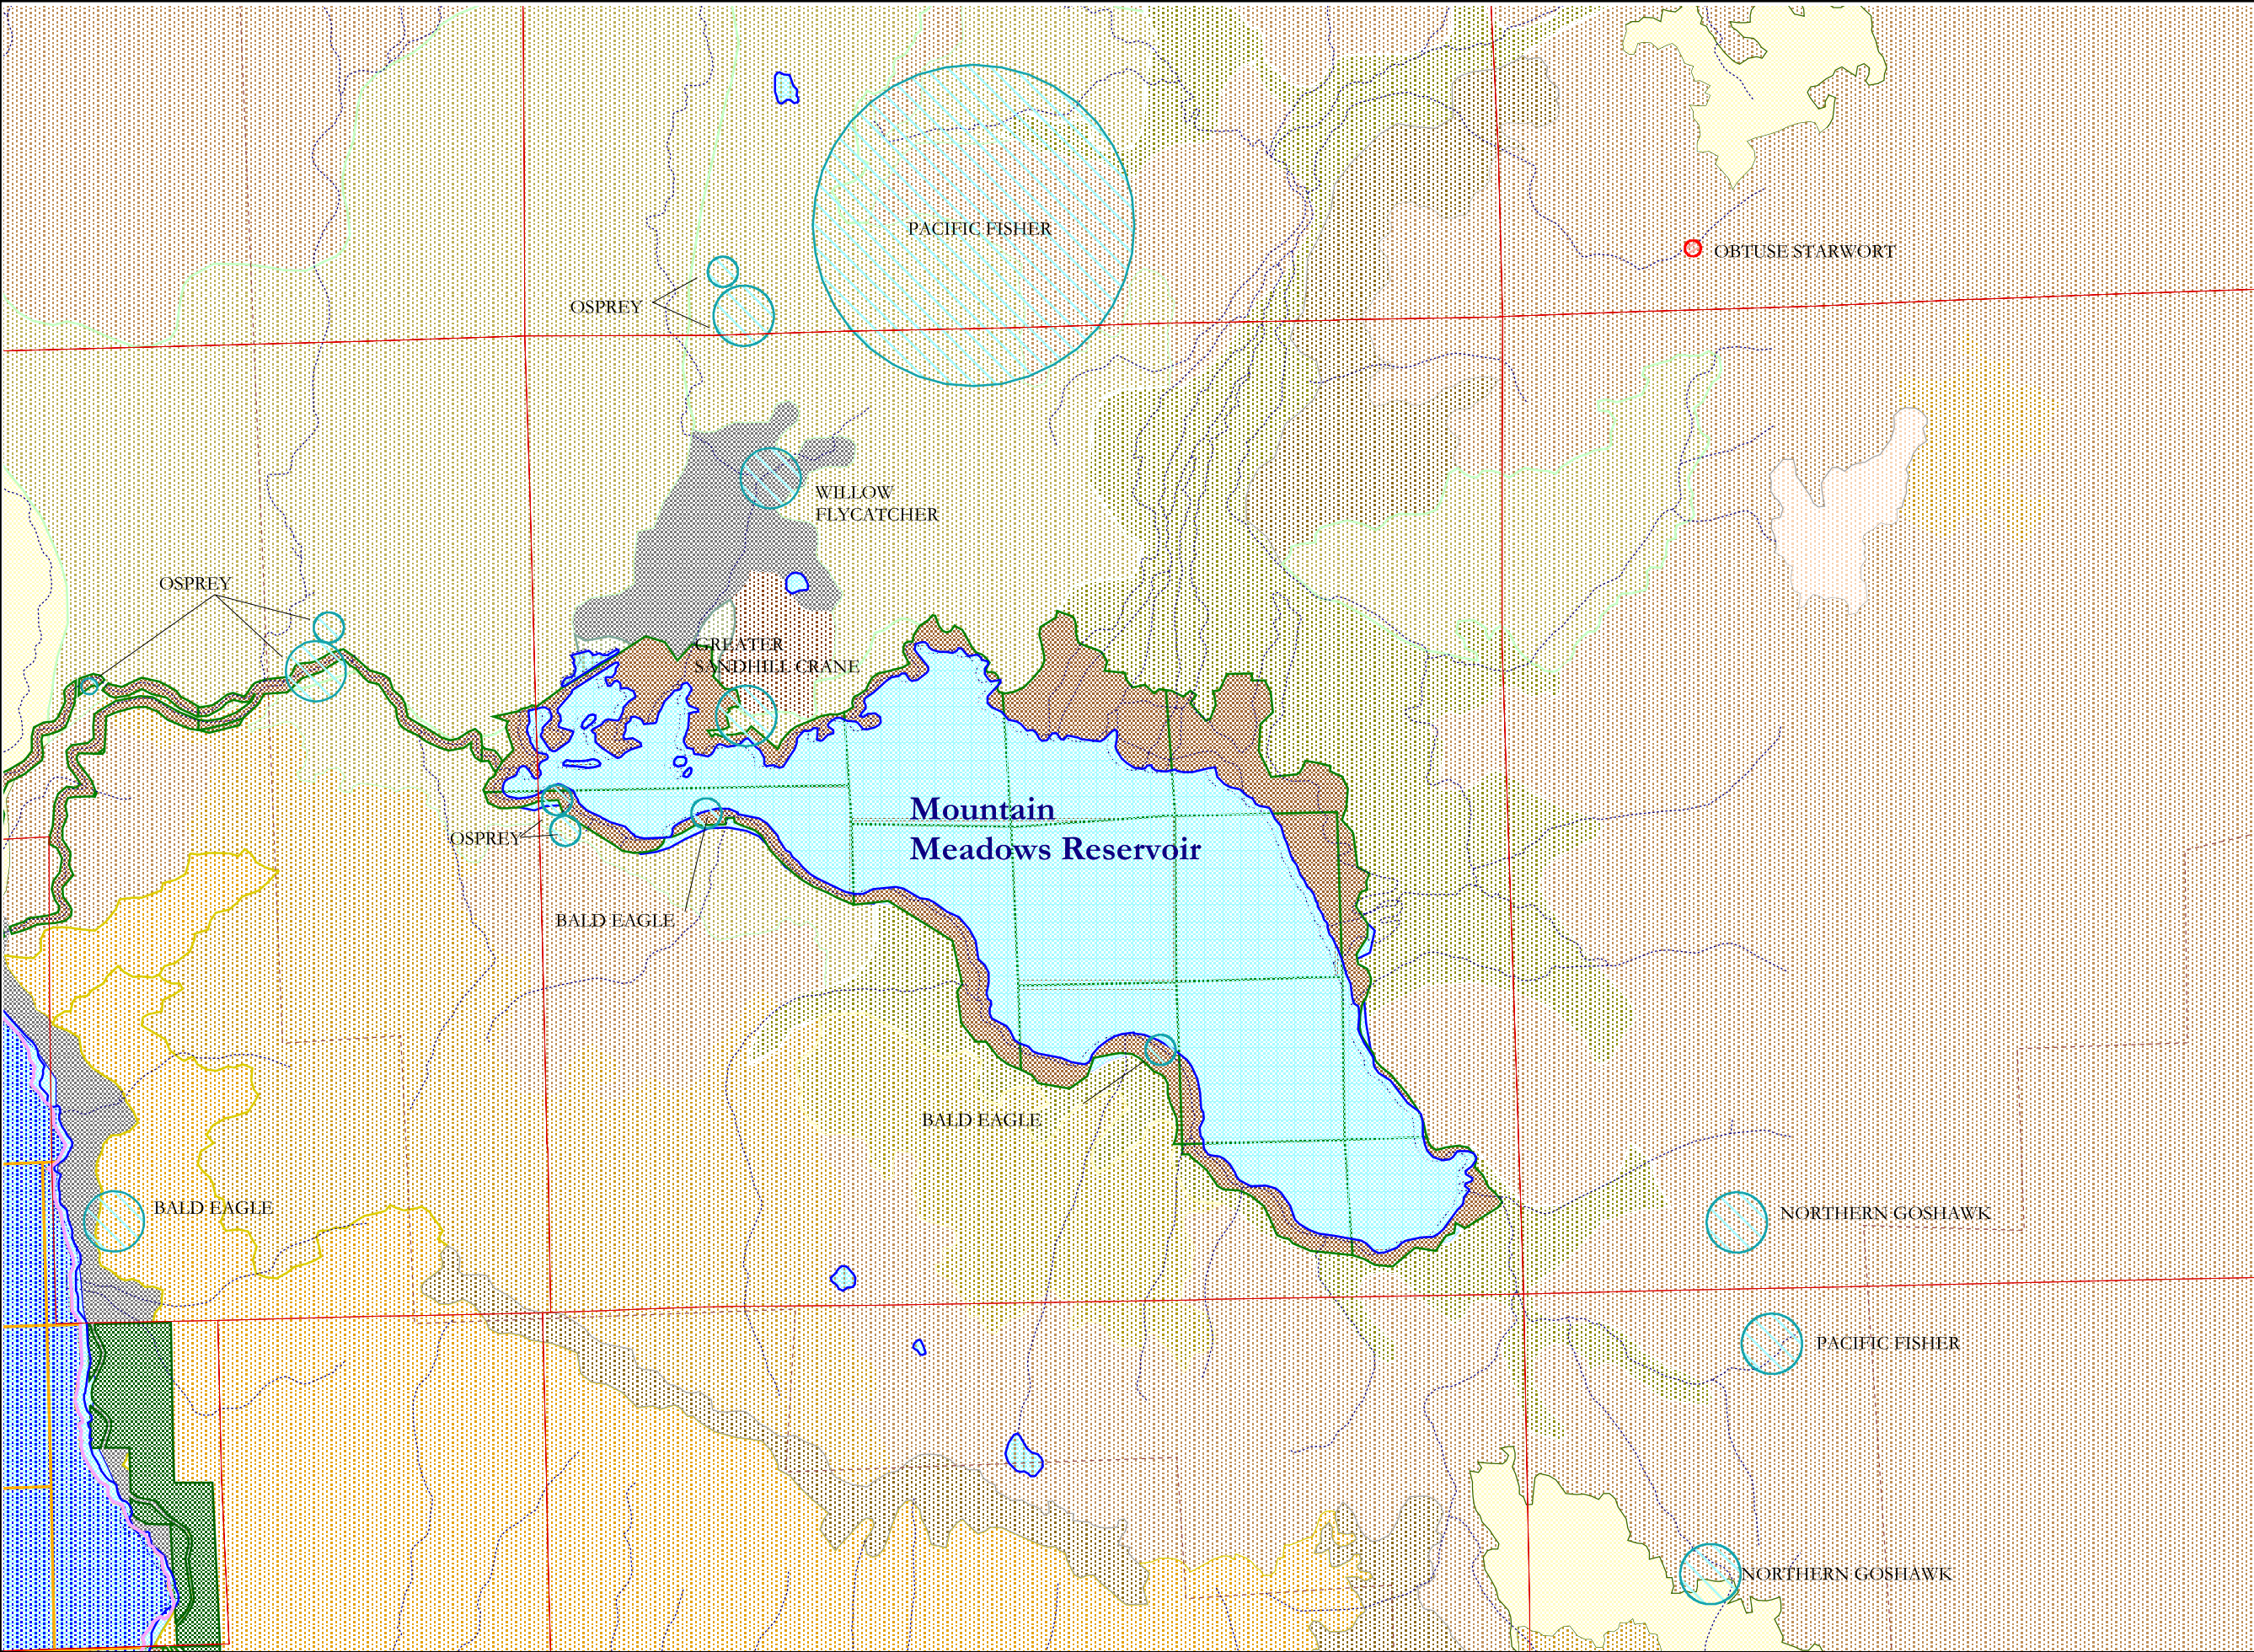 PACIFIC FISHER
OBTUSE STARWORT
OSPREY
WILLOW
FLYCATCHER
OSPREY
GREATER
SANDHILL CRANE
Mountain
Meadows Reservoir
OSPREY
BALD EAGLE
BALD EAGLE
BALD EAGLE
NORTHERN GOSHAWK
PACIFIC FISHER
NORTHERN GOSHAWK